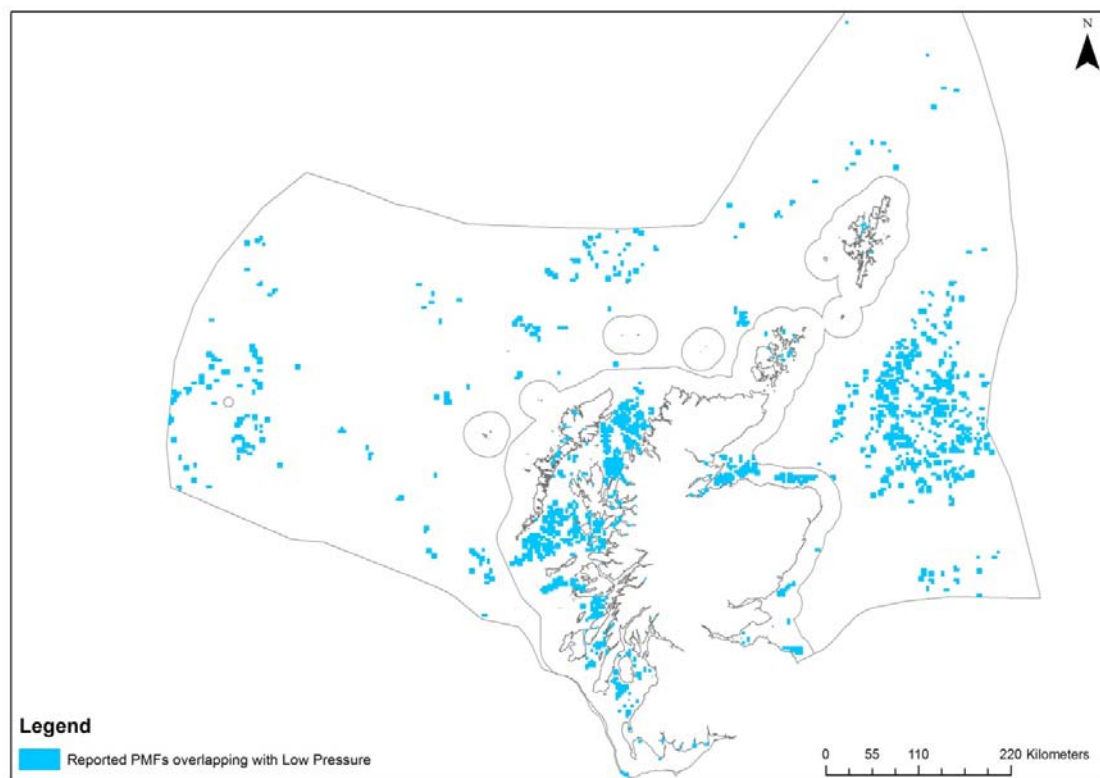 N
Legend
Reported PMFs overlapping with Low Pressure
0 55 110 220 Kilometers